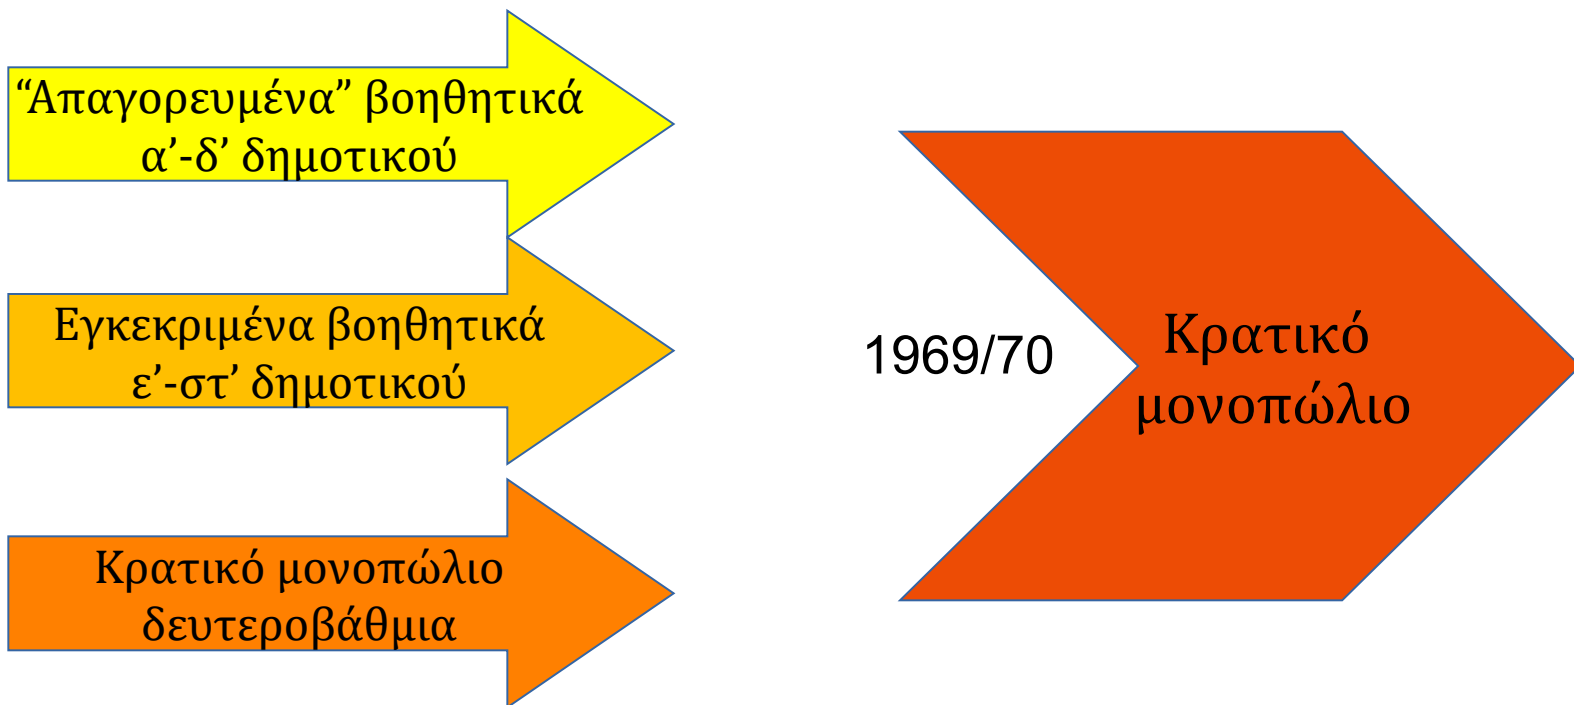 “Απαγορευμένα” βοηθητικά
α’-δ’ δημοτικού
Εγκεκριμένα βοηθητικά
ε’-στ’ δημοτικού
Κρατικό μονοπώλιο
δευτεροβάθμια
1969/70
Κρατικό
μονοπώλιο